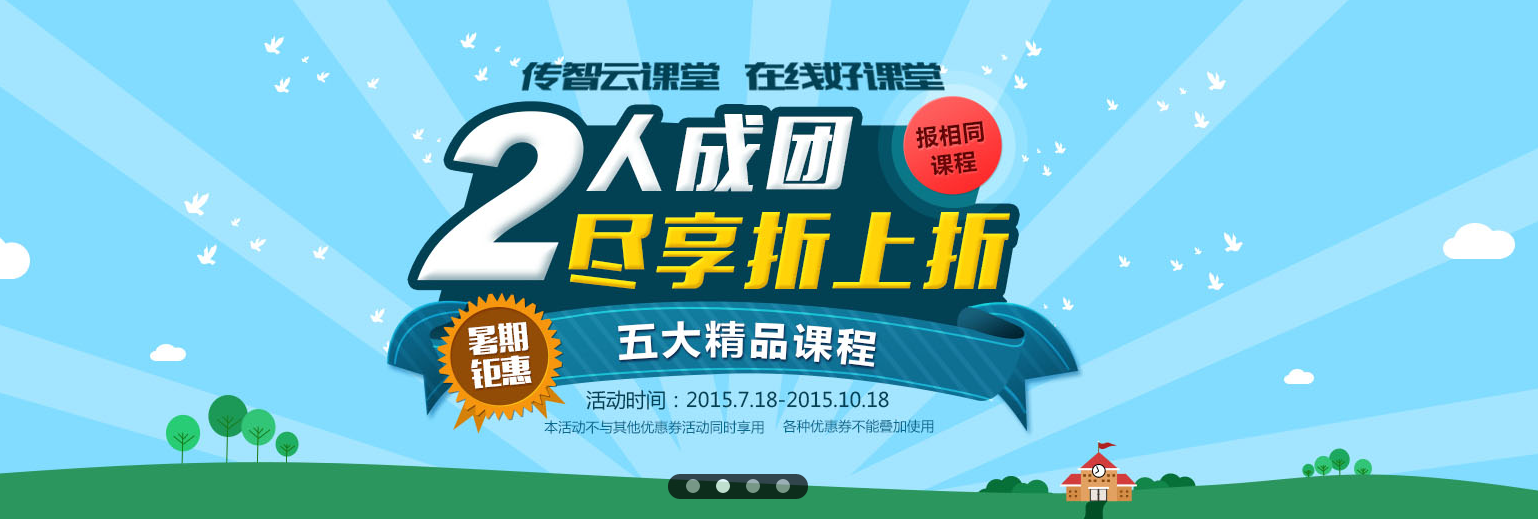 传智云课堂 在线好课堂
2人成团
报相同
课程
尽享折上折
暑期
钜惠
五大精品课程
活动时间：2015.7.18-2015.10.18
本活动不与其他优惠券活动同时享用 各种优惠券不能叠加使用